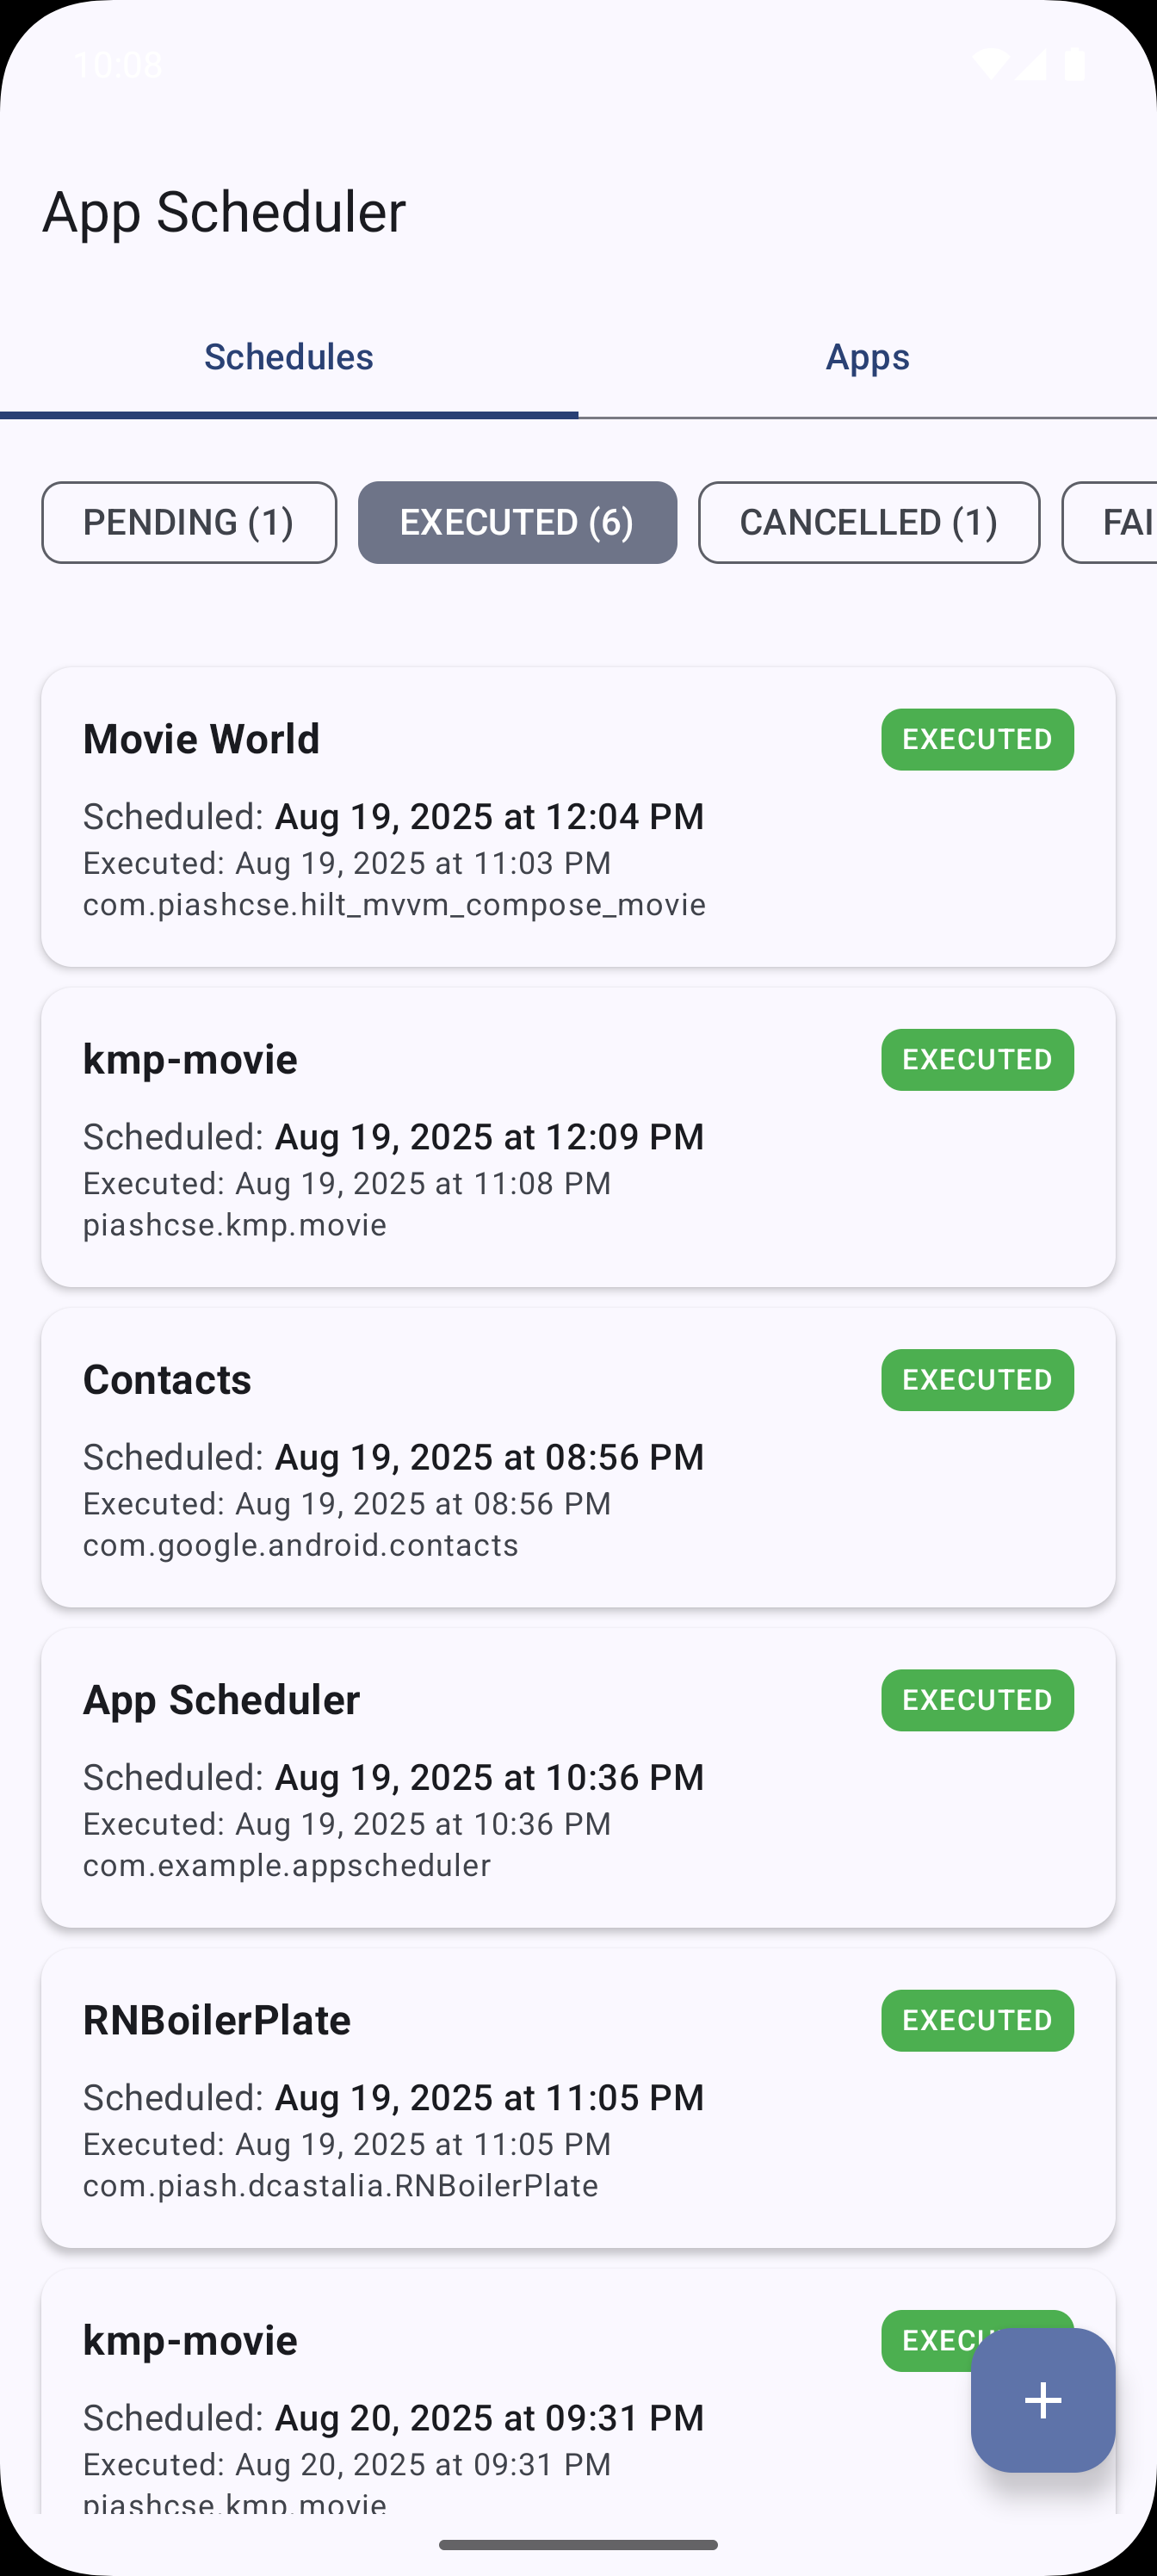 10:08
App Scheduler
Schedules Apps
PENDING (1) EXECUTED (6) CANCELLED (1) FAI
Movie World EXECUTED
Scheduled: Aug 19, 2025 at 12:04 PM
Executed: Aug 19, 2025 at 11:03 PM
com.piashcse.hilt_mvvm_compose_movie
kmp-movie EXECUTED
Scheduled: Aug 19, 2025 at 12:09 PM
Executed: Aug 19, 2025 at 11:08 PM
piashcse.kmp.movie
Contacts EXECUTED
Scheduled: Aug 19, 2025 at 08:56 PM
Executed: Aug 19, 2025 at 08:56 PM
com.google.android.contacts
App Scheduler EXECUTED
Scheduled: Aug 19, 2025 at 10:36 PM
Executed: Aug 19, 2025 at 10:36 PM
com.example.appscheduler
RNBoilerPlate EXECUTED
Scheduled: Aug 19, 2025 at 11:05 PM
Executed: Aug 19, 2025 at 11:05 PM
com.piash.dcastalia.RNBoilerPlate
kmp-movie EXECU
Scheduled: Aug 20, 2025 at 09:31 PM
Executed: Aug 20, 2025 at 09:31 PM
piashcse.kmp.movie